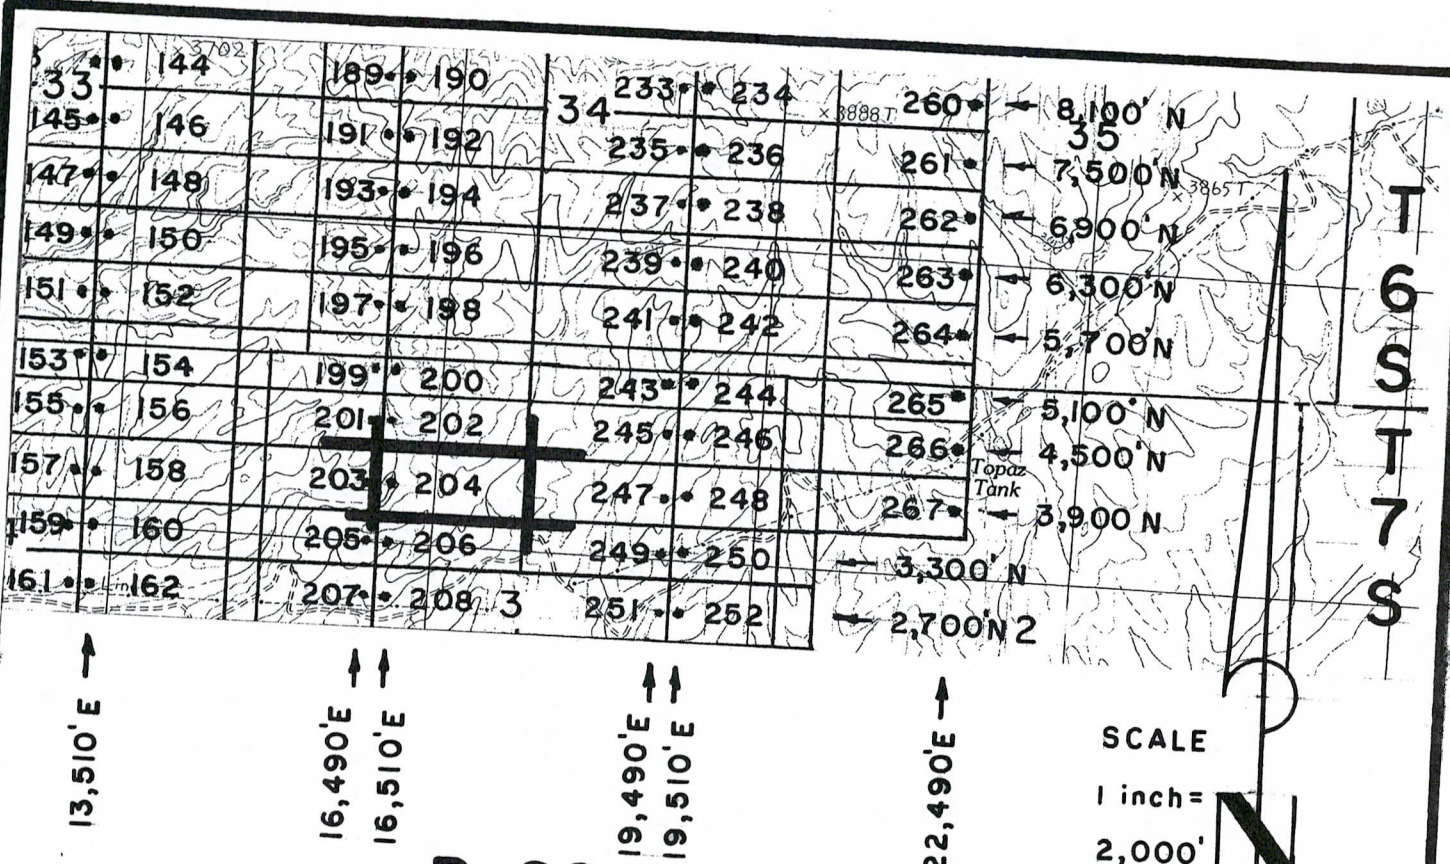 × 3702
33 144 189 190 233 234 260 8,100' N
34 × 3888T 35
145 146 191 192 235 236 261 7,500' N
147 148 193 194 237 238 262 6,900' N
× 3865 T
149 150 195 196 239 240 263 6,300' N
151 152 197 198 241 242 264 5,700' N
153 154 199 200 243 244 265 5,100' N
155 156 201 202 245 246 266 4,500' N
Topaz
Tank
157 158 203 204 247 248 267 3,900 N
159 160 205 206 249 250 3,300' N
161 162 207 208 3 251 252 2,700' N 2
T
6
S
T
7
S
13,510' E
16,490' E
16,510' E
19,490' E
19,510' E
22,490' E
SCALE
1 inch=
2,000'